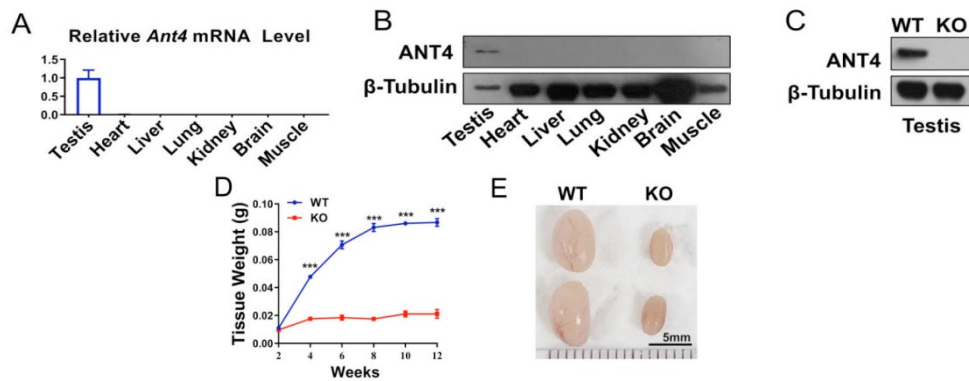 A
Relative Ant4 mRNA Level
1.5
1.0
0.5
0.0
Testis
Heart
Liver
Lung
Kidney
Brain
Muscle
B
ANT4
β-Tubulin
Testis
Heart
Liver
Lung
Kidney
Brain
Muscle
C
WT KO
ANT4
β-Tubulin
Testis
D
WT
KO
Tissue Weight (g)
0.10
0.08
0.06
0.04
0.02
0.00
***
***
***
***
***
2 4 6 8 10 12
Weeks
E
WT KO
5mm